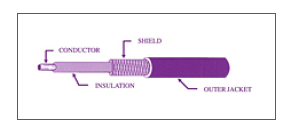 SHIELD
CONDUCTOR
INSULATION
OUTER JACKET